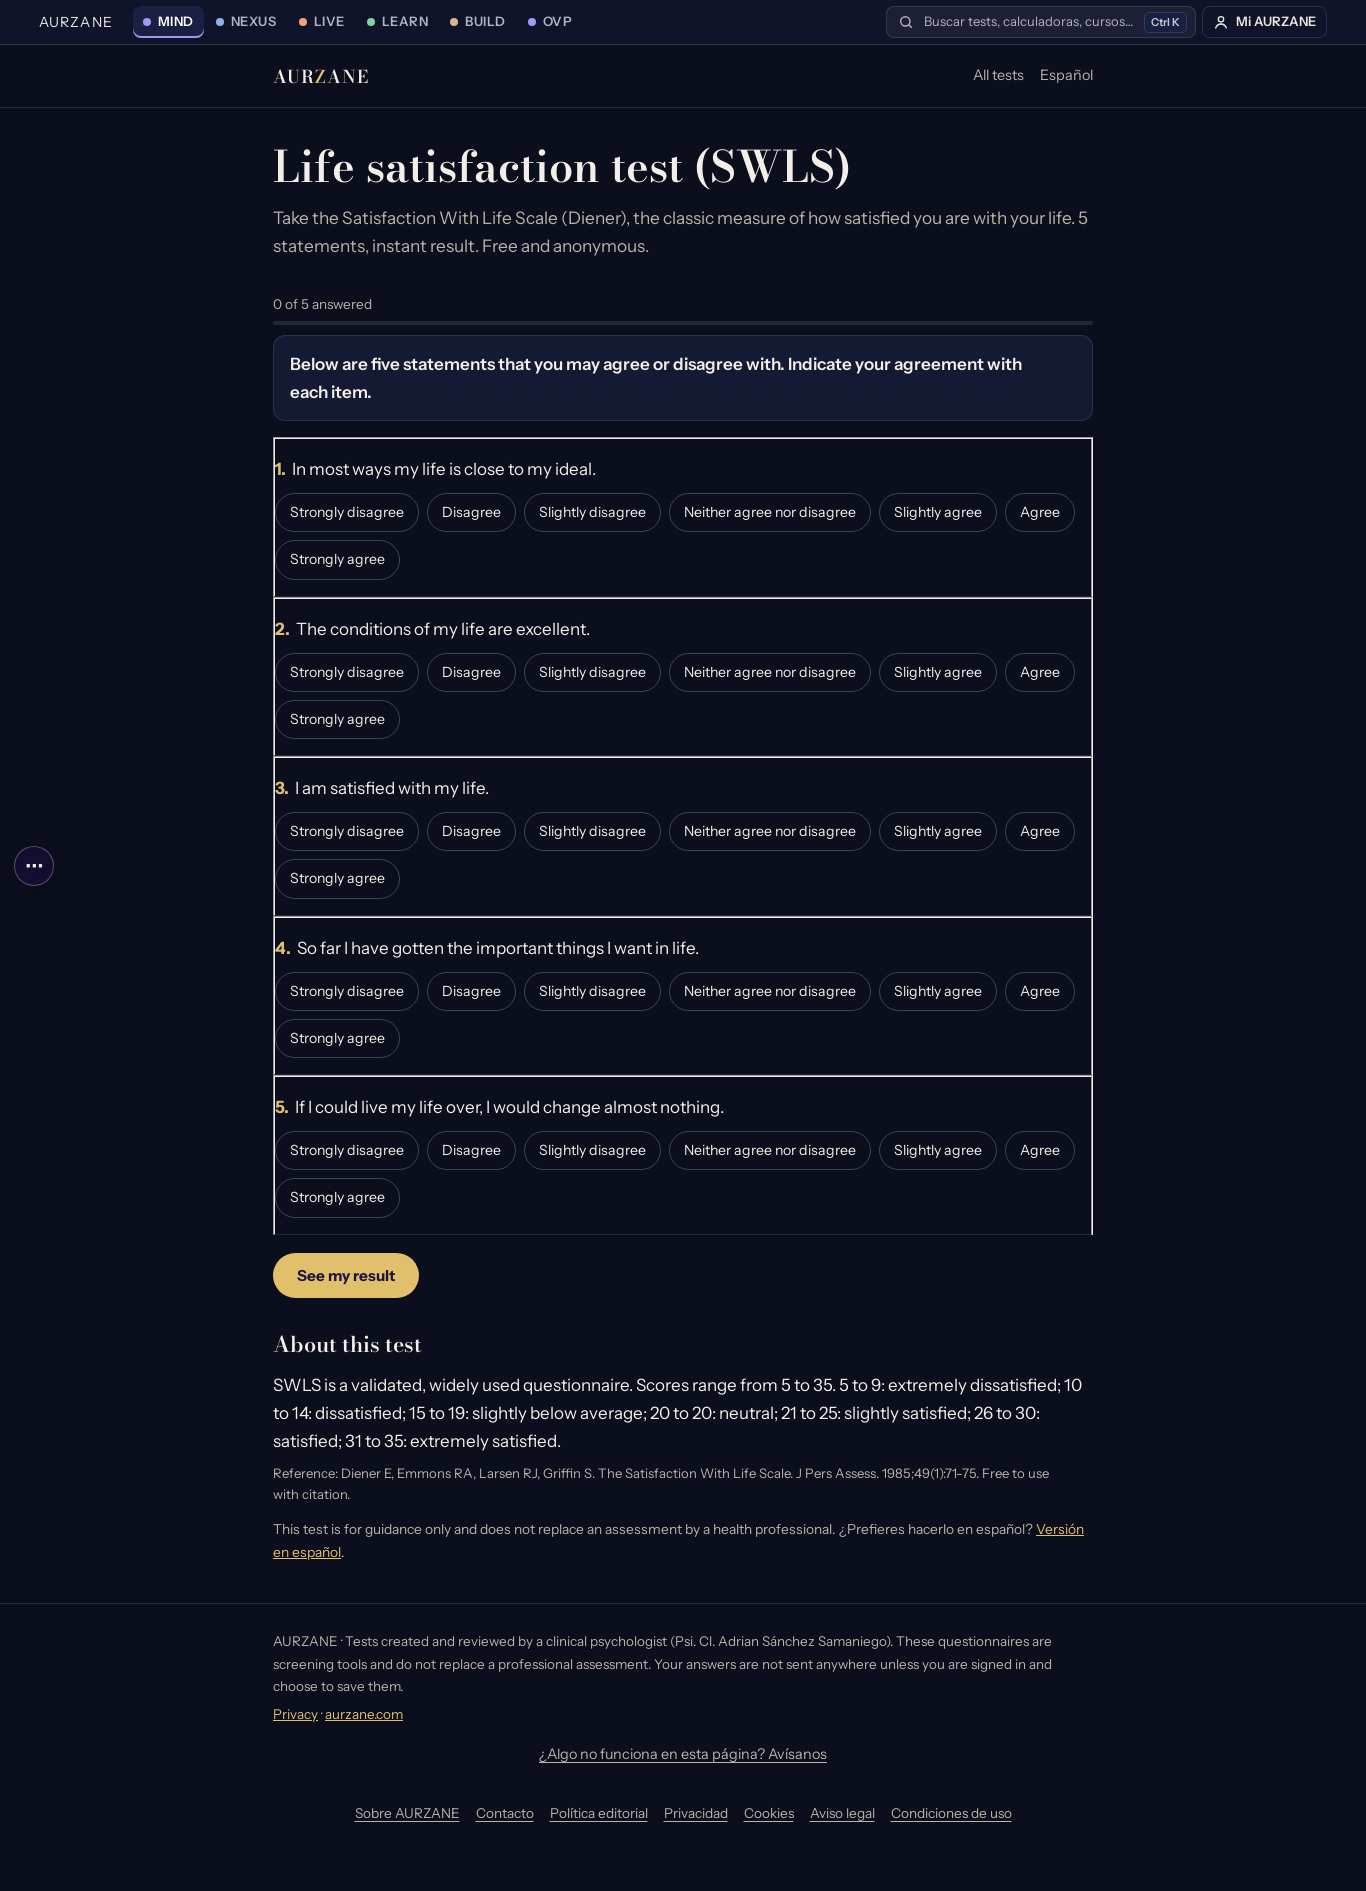 AURZANE MIND NEXUS LIVE LEARN BUILD OVP Buscar tests, calculadoras, cursos... Ctrl K Mi AURZANE
AURZANE All tests Español
Life satisfaction test (SWLS)
Take the Satisfaction With Life Scale (Diener), the classic measure of how satisfied you are with your life. 5
statements, instant result. Free and anonymous.
0 of 5 answered
Below are five statements that you may agree or disagree with. Indicate your agreement with
each item.
1. In most ways my life is close to my ideal.
Strongly disagree Disagree Slightly disagree Neither agree nor disagree Slightly agree Agree
Strongly agree
2. The conditions of my life are excellent.
Strongly disagree Disagree Slightly disagree Neither agree nor disagree Slightly agree Agree
Strongly agree
3. I am satisfied with my life.
Strongly disagree Disagree Slightly disagree Neither agree nor disagree Slightly agree Agree
Strongly agree
4. So far I have gotten the important things I want in life.
Strongly disagree Disagree Slightly disagree Neither agree nor disagree Slightly agree Agree
Strongly agree
5. If I could live my life over, I would change almost nothing.
Strongly disagree Disagree Slightly disagree Neither agree nor disagree Slightly agree Agree
Strongly agree
See my result
About this test
SWLS is a validated, widely used questionnaire. Scores range from 5 to 35. 5 to 9: extremely dissatisfied; 10
to 14: dissatisfied; 15 to 19: slightly below average; 20 to 20: neutral; 21 to 25: slightly satisfied; 26 to 30:
satisfied; 31 to 35: extremely satisfied.
Reference: Diener E, Emmons RA, Larsen RJ, Griffin S. The Satisfaction With Life Scale. J Pers Assess. 1985;49(1):71-75. Free to use
with citation.
This test is for guidance only and does not replace an assessment by a health professional. ¿Prefieres hacerlo en español? Versión
en español.
AURZANE · Tests created and reviewed by a clinical psychologist (Psi. Cl. Adrian Sánchez Samaniego). These questionnaires are
screening tools and do not replace a professional assessment. Your answers are not sent anywhere unless you are signed in and
choose to save them.
Privacy · aurzane.com
¿Algo no funciona en esta página? Avísanos
Sobre AURZANE Contacto Política editorial Privacidad Cookies Aviso legal Condiciones de uso